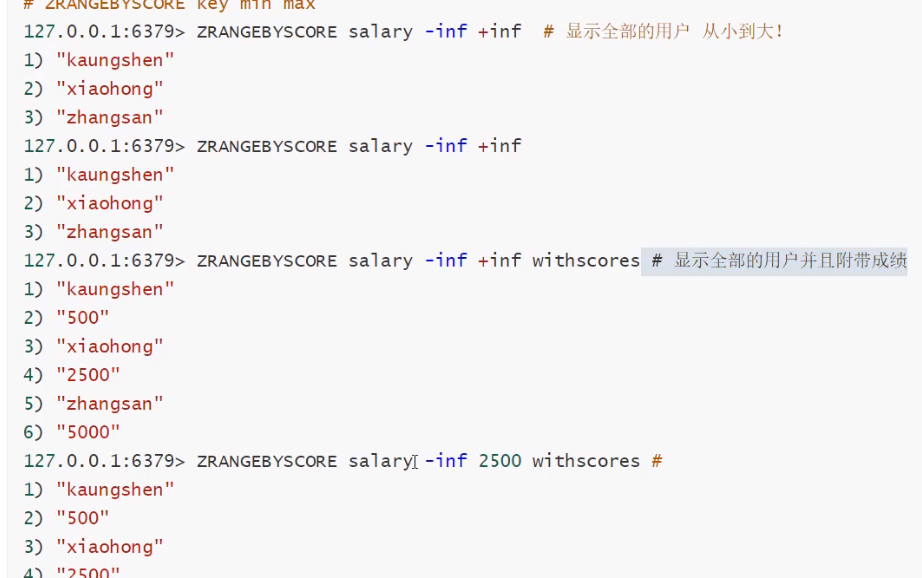 # ZRANGEBYSCORE key min max
127.0.0.1:6379> ZRANGEBYSCORE salary -inf +inf  # 显示全部的用户 从小到大!
1) "kaungshen"
2) "xiaohong"
3) "zhangsan"
127.0.0.1:6379> ZRANGEBYSCORE salary -inf +inf
1) "kaungshen"
2) "xiaohong"
3) "zhangsan"
127.0.0.1:6379> ZRANGEBYSCORE salary -inf +inf withscores # 显示全部的用户并且附带成绩
1) "kaungshen"
2) "500"
3) "xiaohong"
4) "2500"
5) "zhangsan"
6) "5000"
127.0.0.1:6379> ZRANGEBYSCORE salary -inf 2500 withscores #
1) "kaungshen"
2) "500"
3) "xiaohong"
4) "2500"